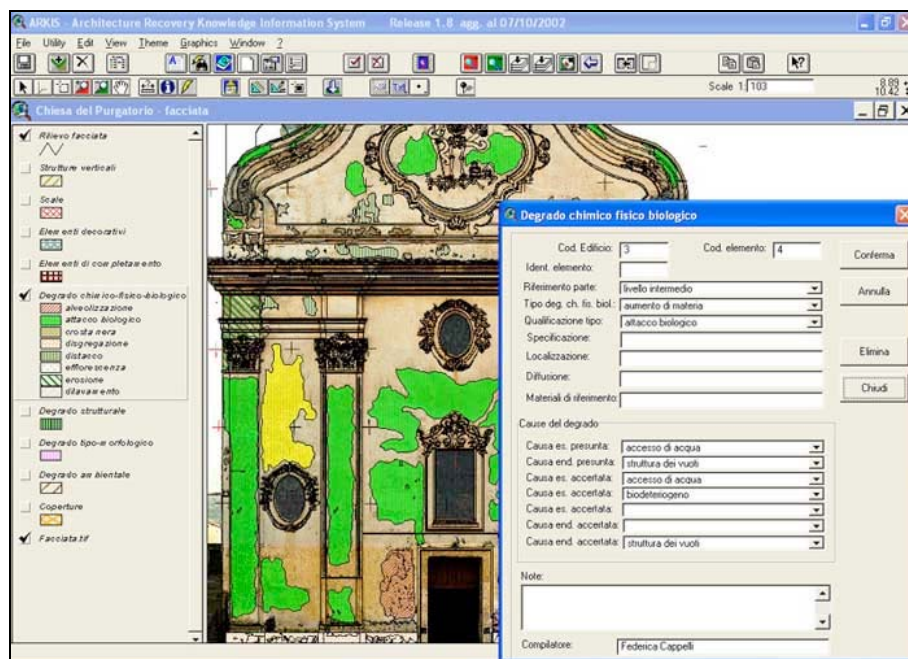 ARKIS - Architecture Recovery Knowledge Information System Release 1.8 agg. al 07/10/2002
File Utility Edit View Theme Graphics Window ?
Scale 1: 103
8.89
10.42
Chiesa del Purgatorio - facciata
Rilievo facciata
Strutture verticali
Scale
Elementi decorativi
Elementi di completamento
Degrado chimico-fisico-biologico
alveolizzazione
attacco biologico
crosta nera
disgregazione
distacco
efflorescenza
erosione
dilavamento
Degrado strutturale
Degrado tipo-morfologico
Degrado ambientale
Coperture
Facciata.tif
Degrado chimico fisico biologico
Cod. Edificio: 3 Cod. elemento: 4
Ident. elemento:
Riferimento parte: livello intermedio
Tipo deg. ch. fis. biol.: aumento di materia
Qualificazione tipo: attacco biologico
Specificazione:
Localizzazione:
Diffusione:
Materiali di riferimento:
Conferma
Annulla
Elimina
Chiudi
Cause del degrado
Causa es. presunta: accesso di acqua
Causa end. presunta: struttura dei vuoti
Causa es. accertata: accesso di acqua
Causa es. accertata: biodeteriogeno
Causa es. accertata:
Causa end. accertata:
Causa end. accertata: struttura dei vuoti
Note:
Compilatore: Federica Cappelli